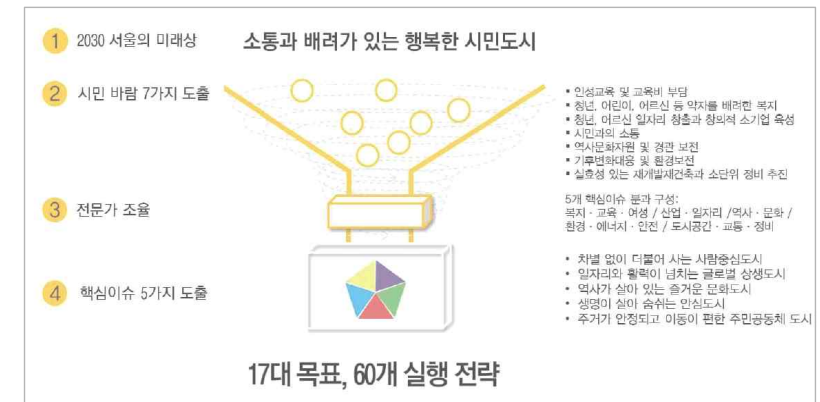 1 2030 서울의 미래상 소통과 배려가 있는 행복한 시민도시
2 시민 바람 7가지 도출
▪ 인성교육 및 교육비 부담
▪ 청년, 어린이, 어르신 등 약자를 배려한 복지
▪ 청년, 어르신 일자리 창출과 창의적 소기업 육성
▪ 시민과의 소통
▪ 역사문화자원 및 경관 보전
▪ 기후변화대응 및 환경보전
▪ 실효성 있는 재개발재건축과 소단위 정비 추진
3 전문가 조율
5개 핵심이슈 분과 구성:
복지 · 교육 · 여성 / 산업 · 일자리 /역사 · 문화 /
환경 · 에너지 · 안전 / 도시공간 · 교통 · 정비
4 핵심이슈 5가지 도출
• 차별 없이 더불어 사는 사람중심도시
• 일자리와 활력이 넘치는 글로벌 상생도시
• 역사가 살아 있는 즐거운 문화도시
• 생명이 살아 숨쉬는 안심도시
• 주거가 안정되고 이동이 편한 주민공동체 도시
17대 목표, 60개 실행 전략